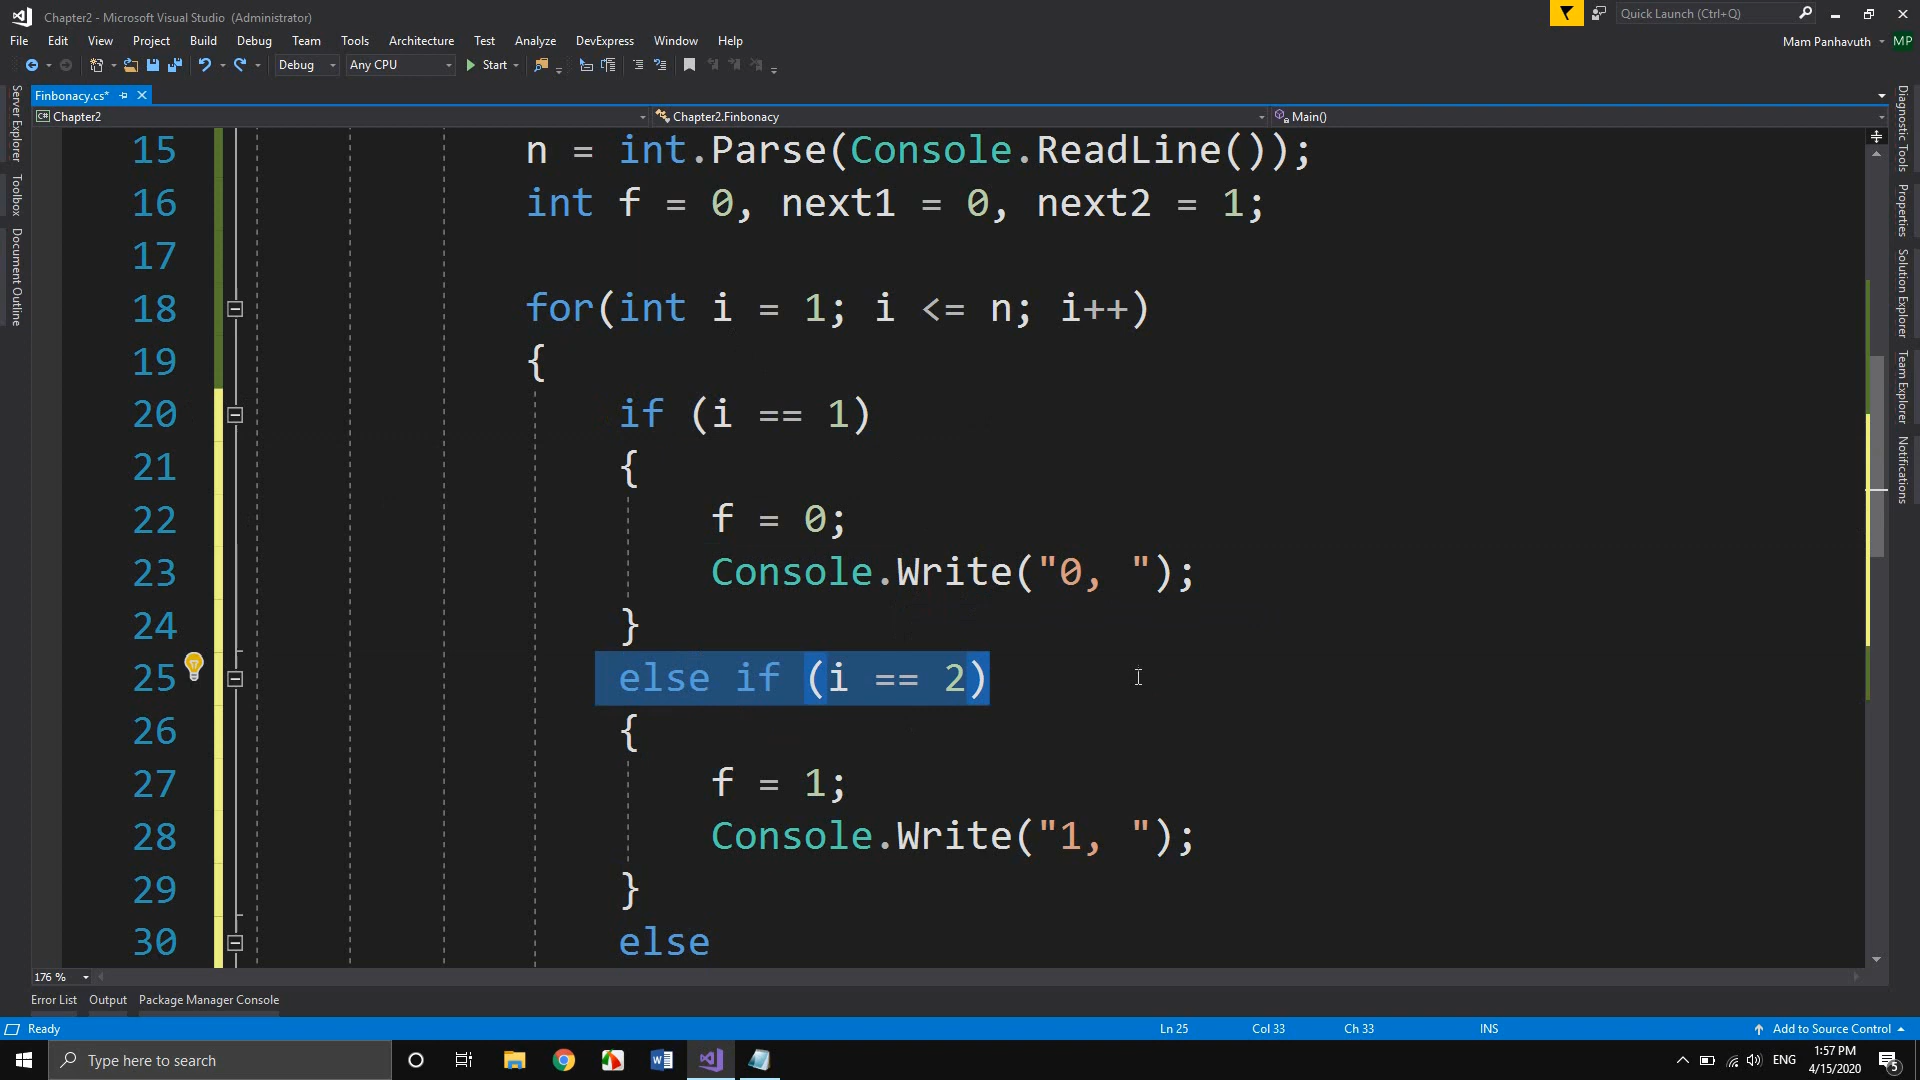 Chapter2 - Microsoft Visual Studio (Administrator)
Quick Launch (Ctrl+Q)
File Edit View Project Build Debug Team Tools Architecture Test Analyze DevExpress Window Help
Mam Panhavuth MP
Debug Any CPU Start
Finbonacy.cs*
C# Chapter2 Chapter2.Finbonacy Main()
Server Explorer
Toolbox
Document Outline
15 n = int.Parse(Console.ReadLine());
16 int f = 0, next1 = 0, next2 = 1;
17
18 for(int i = 1; i <= n; i++)
19 {
20 if (i == 1)
21 {
22 f = 0;
23 Console.Write("0, ");
24 }
25 else if (i == 2)
26 {
27 f = 1;
28 Console.Write("1, ");
29 }
30 else
Diagnostic Tools
Properties
Solution Explorer
Team Explorer
Notifications
176 %
Error List Output Package Manager Console
Ready Ln 25 Col 33 Ch 33 INS Add to Source Control
Type here to search
ENG
1:57 PM
4/15/2020
5